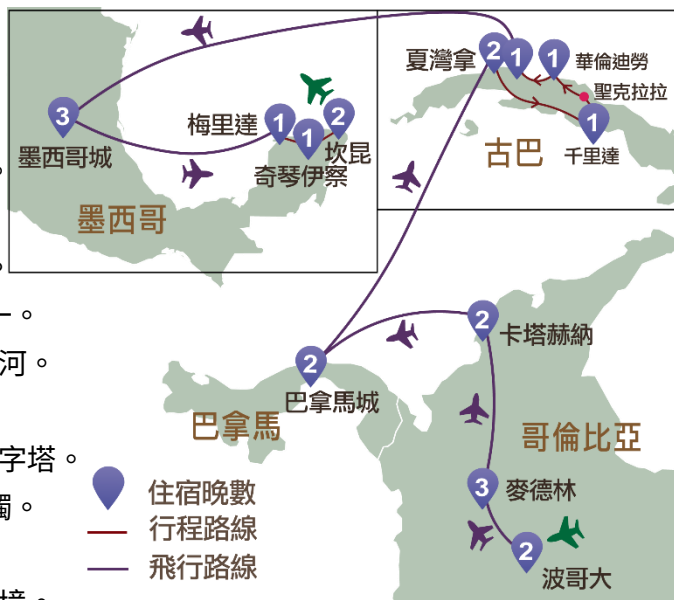 夏灣拿
2
1
1
華倫迪勞
聖克拉拉
1
千里達
古巴
3
墨西哥城
梅里達
1
1
2
坎昆
奇琴伊察
墨西哥
。
。
一。
河。
2
卡塔赫納
2
巴拿馬城
巴拿馬
哥倫比亞
字塔。
3
麥德林
2
波哥大
住宿晚數
行程路線
飛行路線